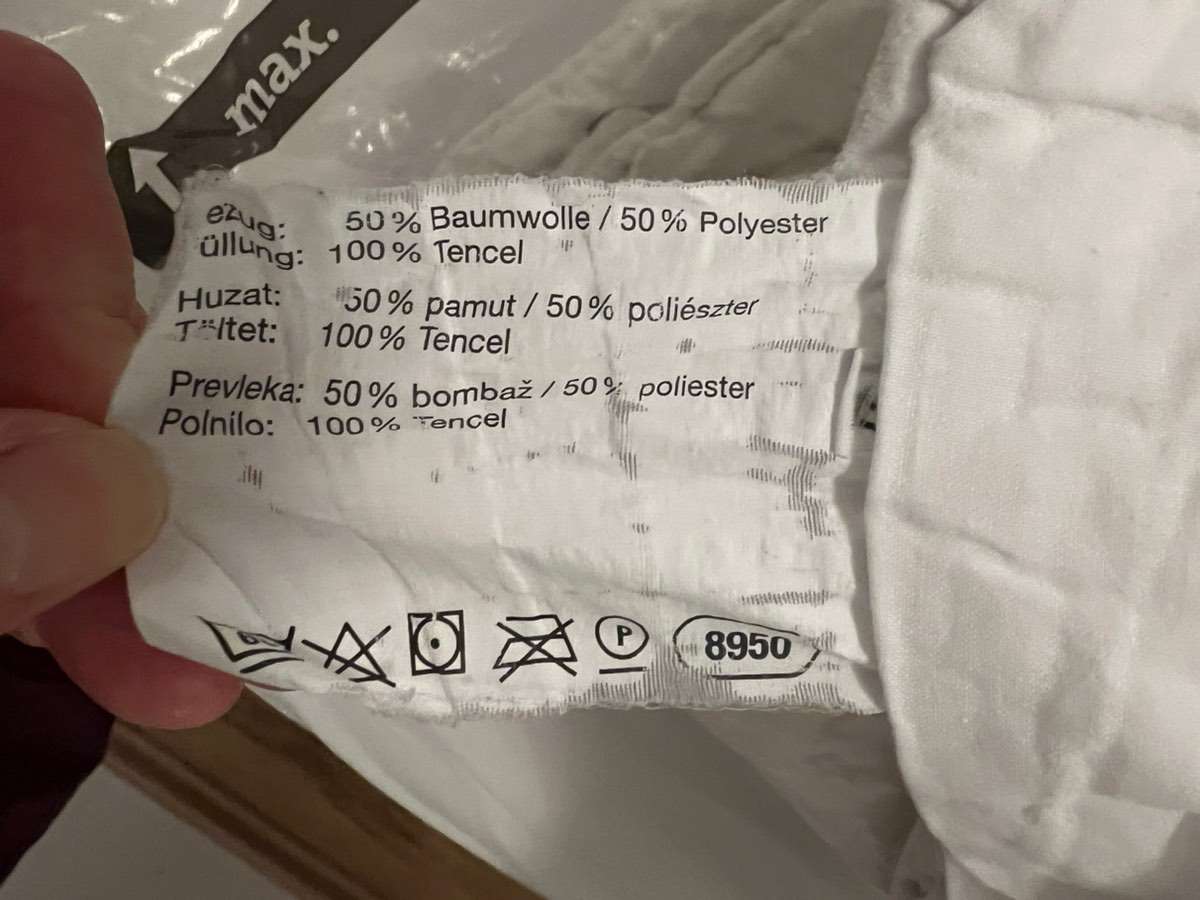 max.
ezug: 50 % Baumwolle / 50 % Polyester
üllung: 100 % Tencel
Huzat: 50 % pamut / 50 % poliészter
Töltet: 100 % Tencel
Prevleka: 50 % bombaž / 50 % poliester
Polnilo: 100 % Tencel
P 8950